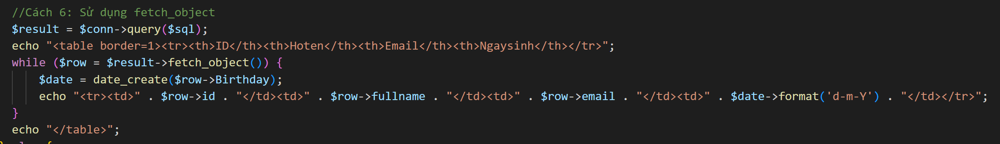 //Cách 6: Sử dụng fetch_object
$result = $conn->query($sql);
echo "<table border=1><tr><th>ID</th><th>Hoten</th><th>Email</th><th>Ngaysinh</th></tr>";
while ($row = $result->fetch_object()) {
$date = date_create($row->Birthday);
echo "<tr><td>" . $row->id . "</td><td>" . $row->fullname . "</td><td>" . $row->email . "</td><td>" . $date->format('d-m-Y') . "</td></tr>";
}
echo "</table>";